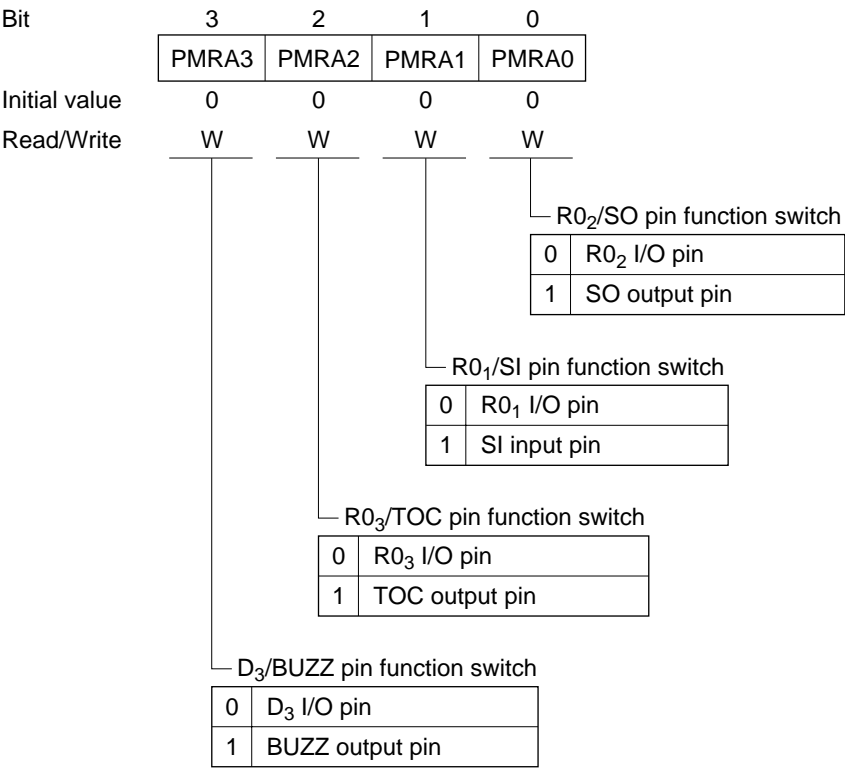 Bit 3 2 1 0
PMRA3 PMRA2 PMRA1 PMRA0
Initial value 0 0 0 0
Read/Write W W W W
R0₂/SO pin function switch
0 R0₂ I/O pin
1 SO output pin
R0₁/SI pin function switch
0 R0₁ I/O pin
1 SI input pin
R0₃/TOC pin function switch
0 R0₃ I/O pin
1 TOC output pin
D₃/BUZZ pin function switch
0 D₃ I/O pin
1 BUZZ output pin